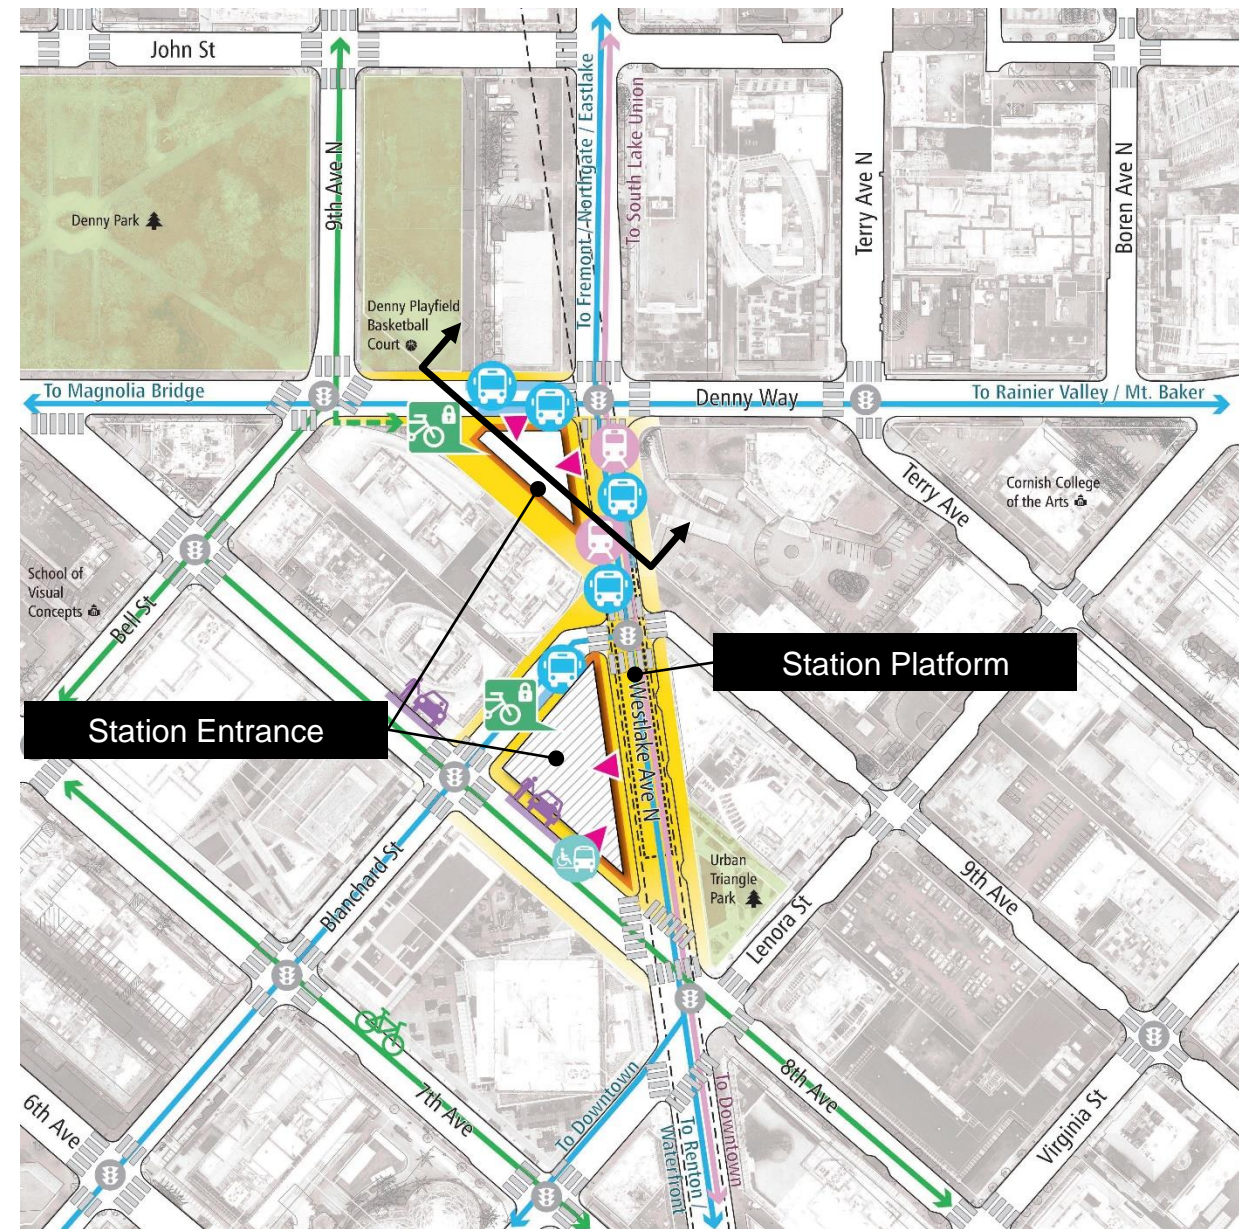 John St
9th Ave N
To Fremont / Northgate / Eastlake
To South Lake Union
Terry Ave N
Boren Ave N
Denny Park
Denny Playfield
Basketball
Court
To Magnolia Bridge
Denny Way
To Rainier Valley / Mt. Baker
Terry Ave
Cornish College
of the Arts
School of
Visual
Concepts
Bell St
Station Platform
Station Entrance
Westlake Ave N
Urban
Triangle
Park
Blanchard St
Lenora St
9th Ave
6th Ave
7th Ave
To Downtown
To Renton /
Waterfront
To Downtown
8th Ave
Virginia St